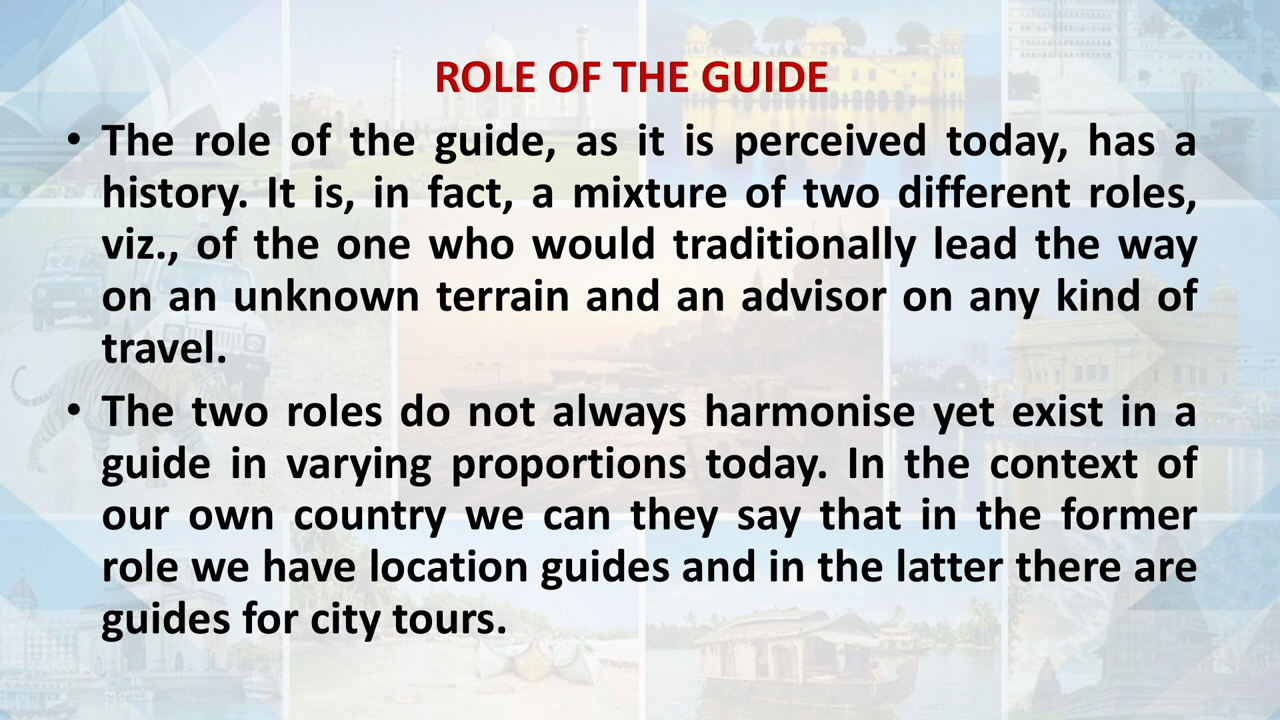 ROLE OF THE GUIDE
• The role of the guide, as it is perceived today, has a
history. It is, in fact, a mixture of two different roles,
viz., of the one who would traditionally lead the way
on an unknown terrain and an advisor on any kind of
travel.
• The two roles do not always harmonise yet exist in a
guide in varying proportions today. In the context of
our own country we can they say that in the former
role we have location guides and in the latter there are
guides for city tours.